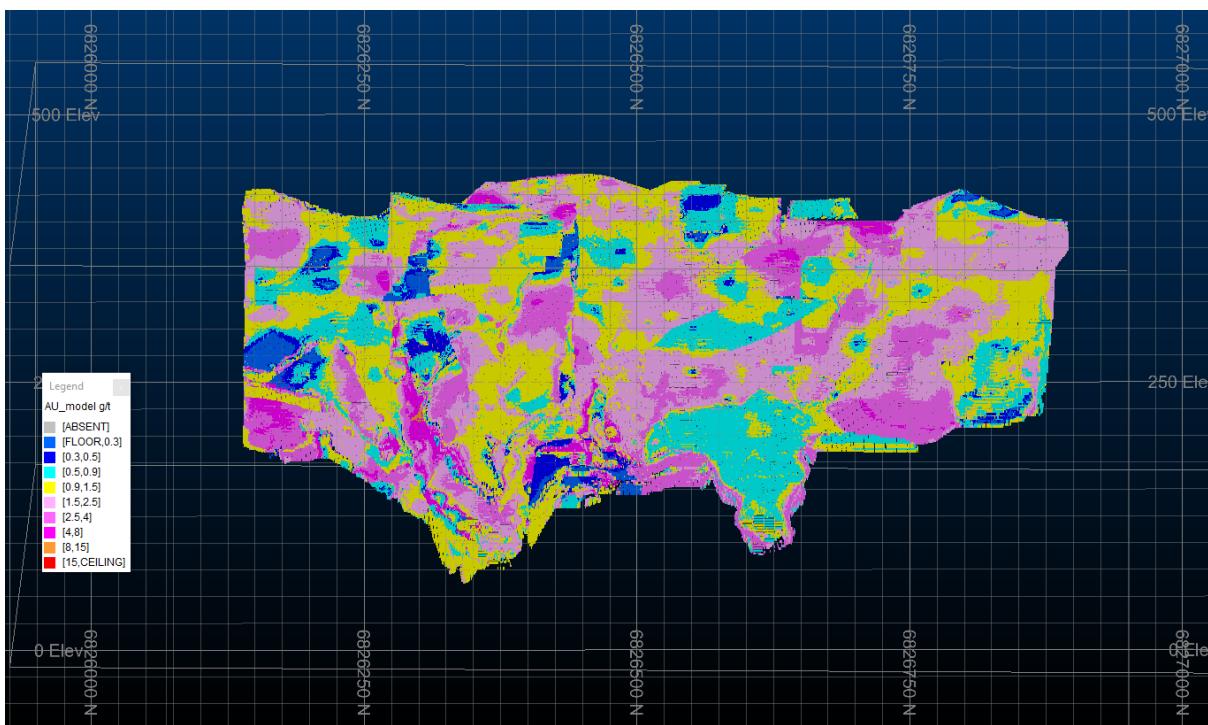 6826000 N
6826250 N
6826500 N
6826750 N
6827000 N
500 Elev
500 Elev
250 Elev
Legend
AU_model g/t
[ABSENT]
[FLOOR,0.3]
[0.3,0.5]
[0.5,0.9]
[0.9,1.5]
[1.5,2.5]
[2.5,4]
[4,8]
[8,15]
[15,CEILING]
0 Elev
6826000 N
6826250 N
6826500 N
6826750 N
6827000 N